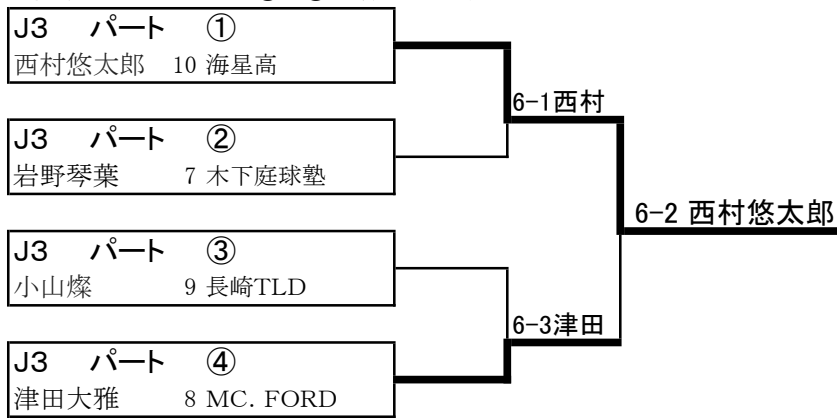 J3 パート ①
西村悠太郎 10 海星高
6-1西村
J3 パート ②
岩野琴葉 7 木下庭球塾
6-2 西村悠太郎
J3 パート ③
小山燦 9 長崎TLD
6-3津田
J3 パート ④
津田大雅 8 MC. FORD